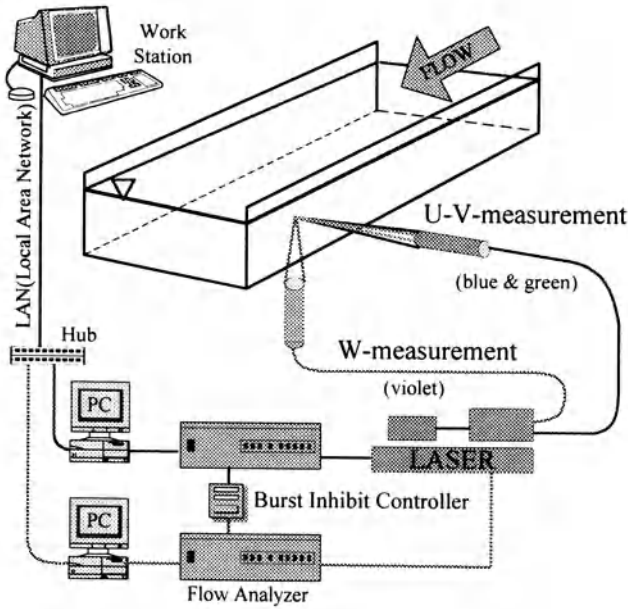 Work
Station
FLOW
LAN(Local Area Network)
U-V-measurement
(blue & green)
Hub
W-measurement
(violet)
PC
LASER
Burst Inhibit Controller
PC
Flow Analyzer